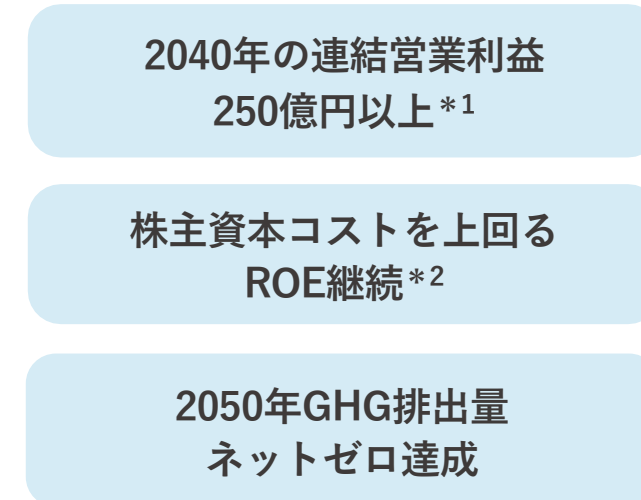 2040年の連結営業利益
250億円以上*1
株主資本コストを上回る
ROE継続*2
2050年GHG排出量
ネットゼロ達成